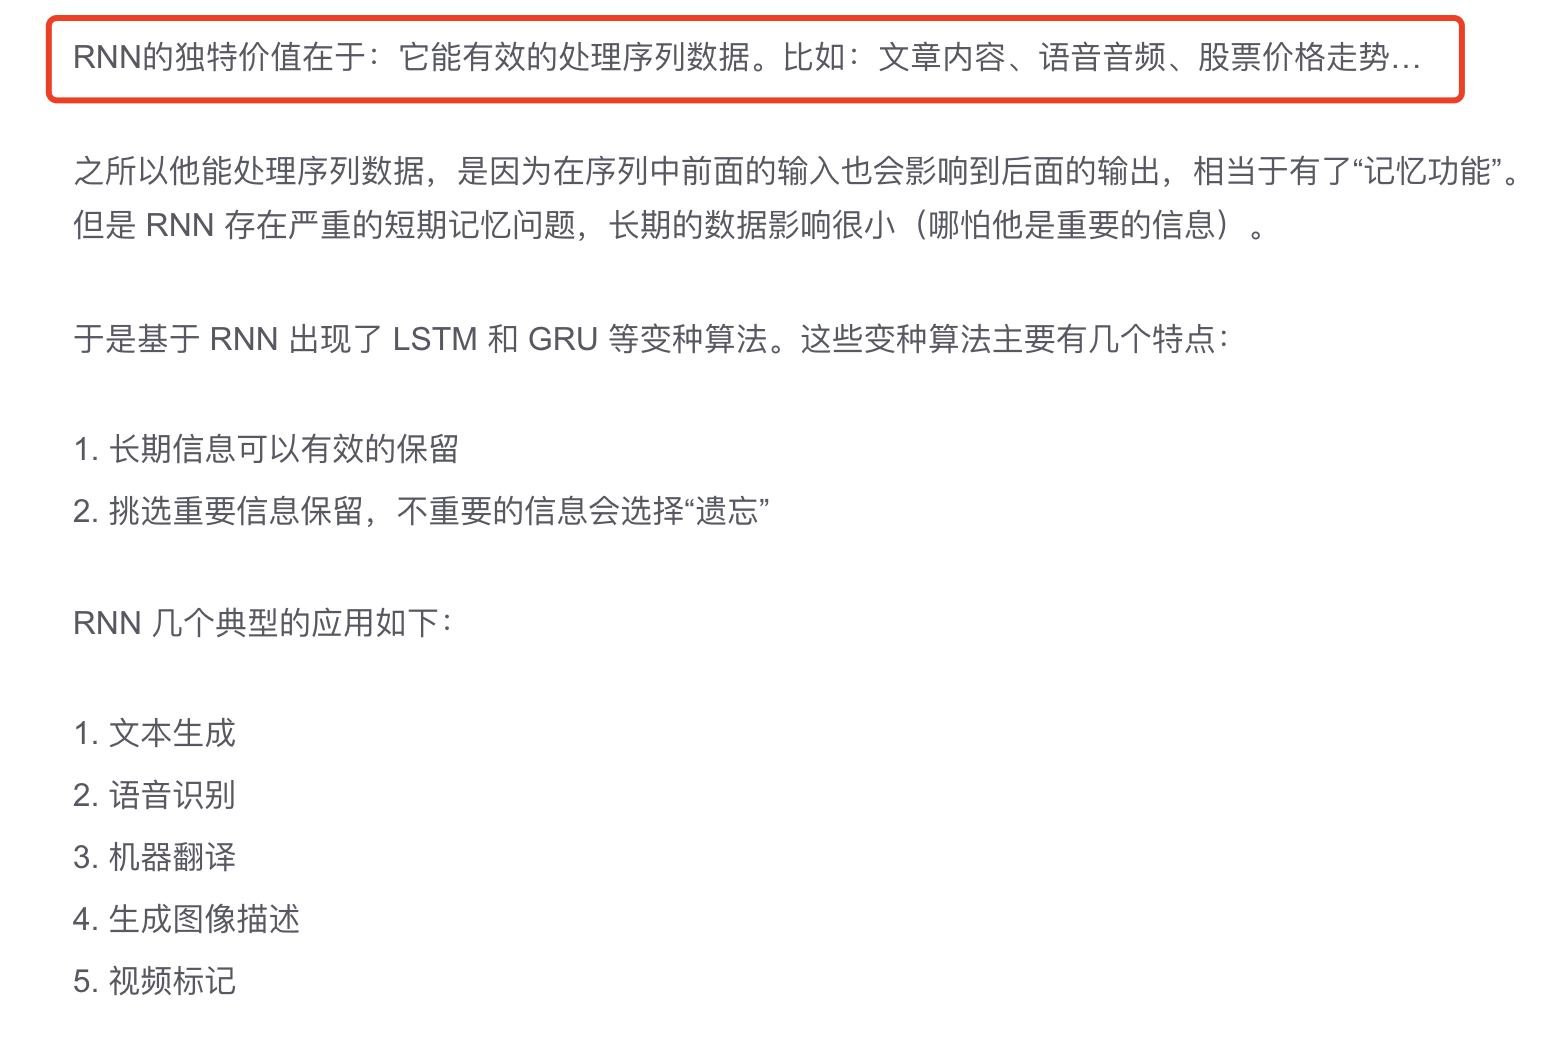 RNN的独特价值在于：它能有效的处理序列数据。比如：文章内容、语音音频、股票价格走势…
之所以他能处理序列数据，是因为在序列中前面的输入也会影响到后面的输出，相当于有了“记忆功能”。
但是 RNN 存在严重的短期记忆问题，长期的数据影响很小（哪怕他是重要的信息）。
于是基于 RNN 出现了 LSTM 和 GRU 等变种算法。这些变种算法主要有几个特点：
1. 长期信息可以有效的保留
2. 挑选重要信息保留，不重要的信息会选择“遗忘”
RNN 几个典型的应用如下：
1. 文本生成
2. 语音识别
3. 机器翻译
4. 生成图像描述
5. 视频标记